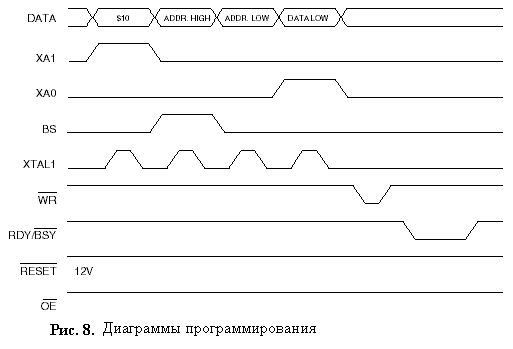 DATA $10 ADDR. HIGH ADDR. LOW DATA LOW
XA1
XA0
BS
XTAL1
WR
RDY/BSY
RESET 12V
OE
Рис. 8. Диаграммы программирования